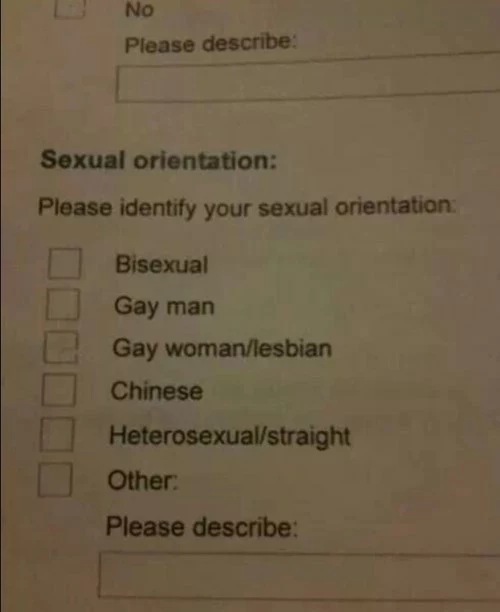 No
Please describe:
Sexual orientation:
Please identify your sexual orientation:
Bisexual
Gay man
Gay woman/lesbian
Chinese
Heterosexual/straight
Other:
Please describe: